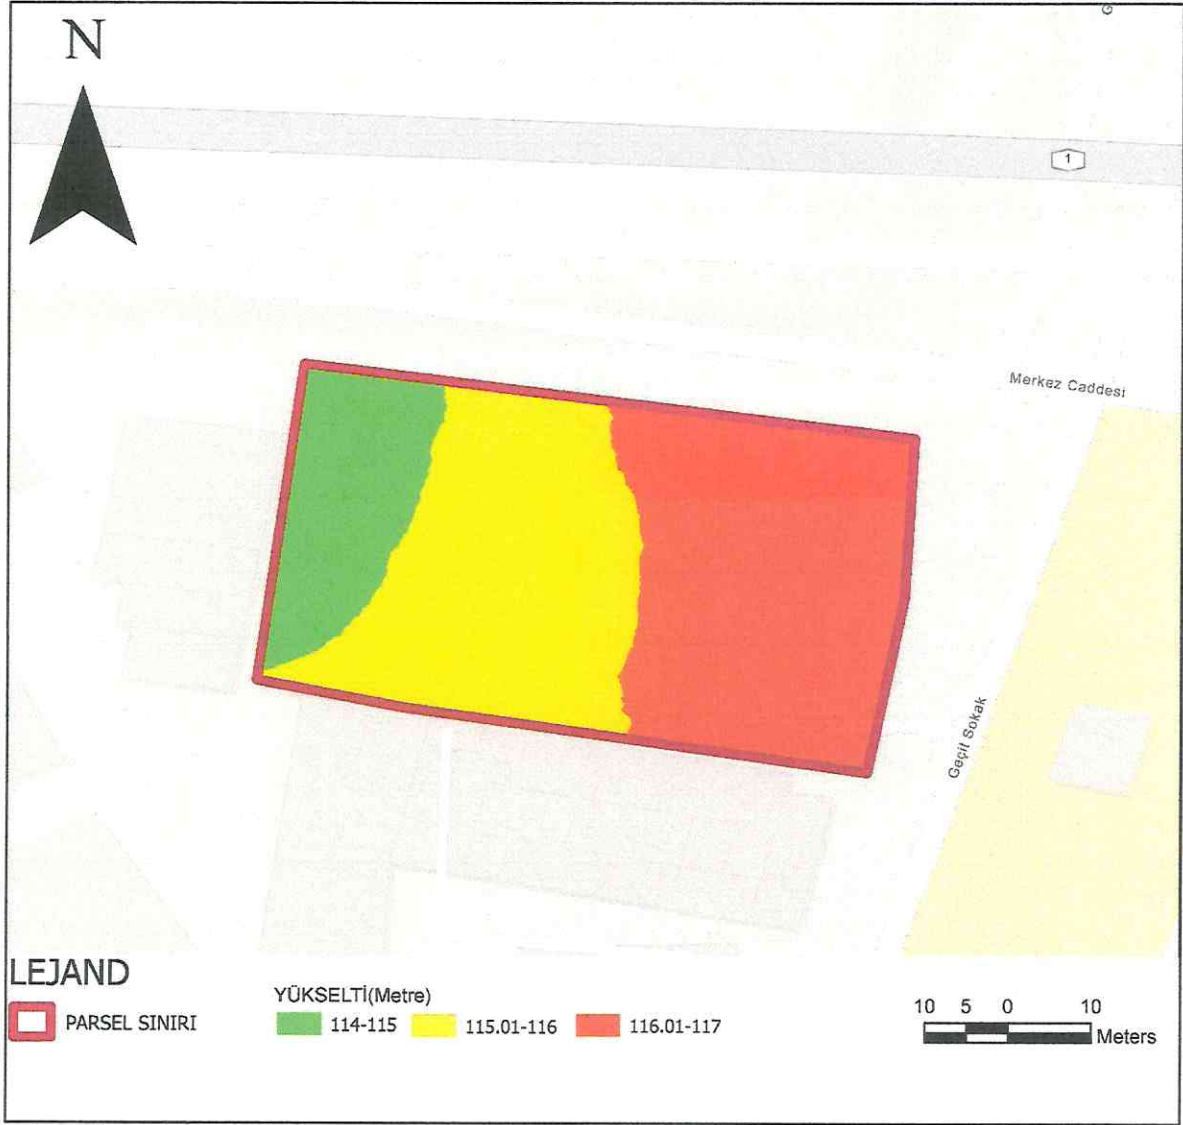 N
1
Merkez Caddesi
Geçit Sokak
LEJAND
PARSEL SINIRI
YÜKSELTİ(Metre)
114-115
115.01-116
116.01-117
10 5 0 10
Meters